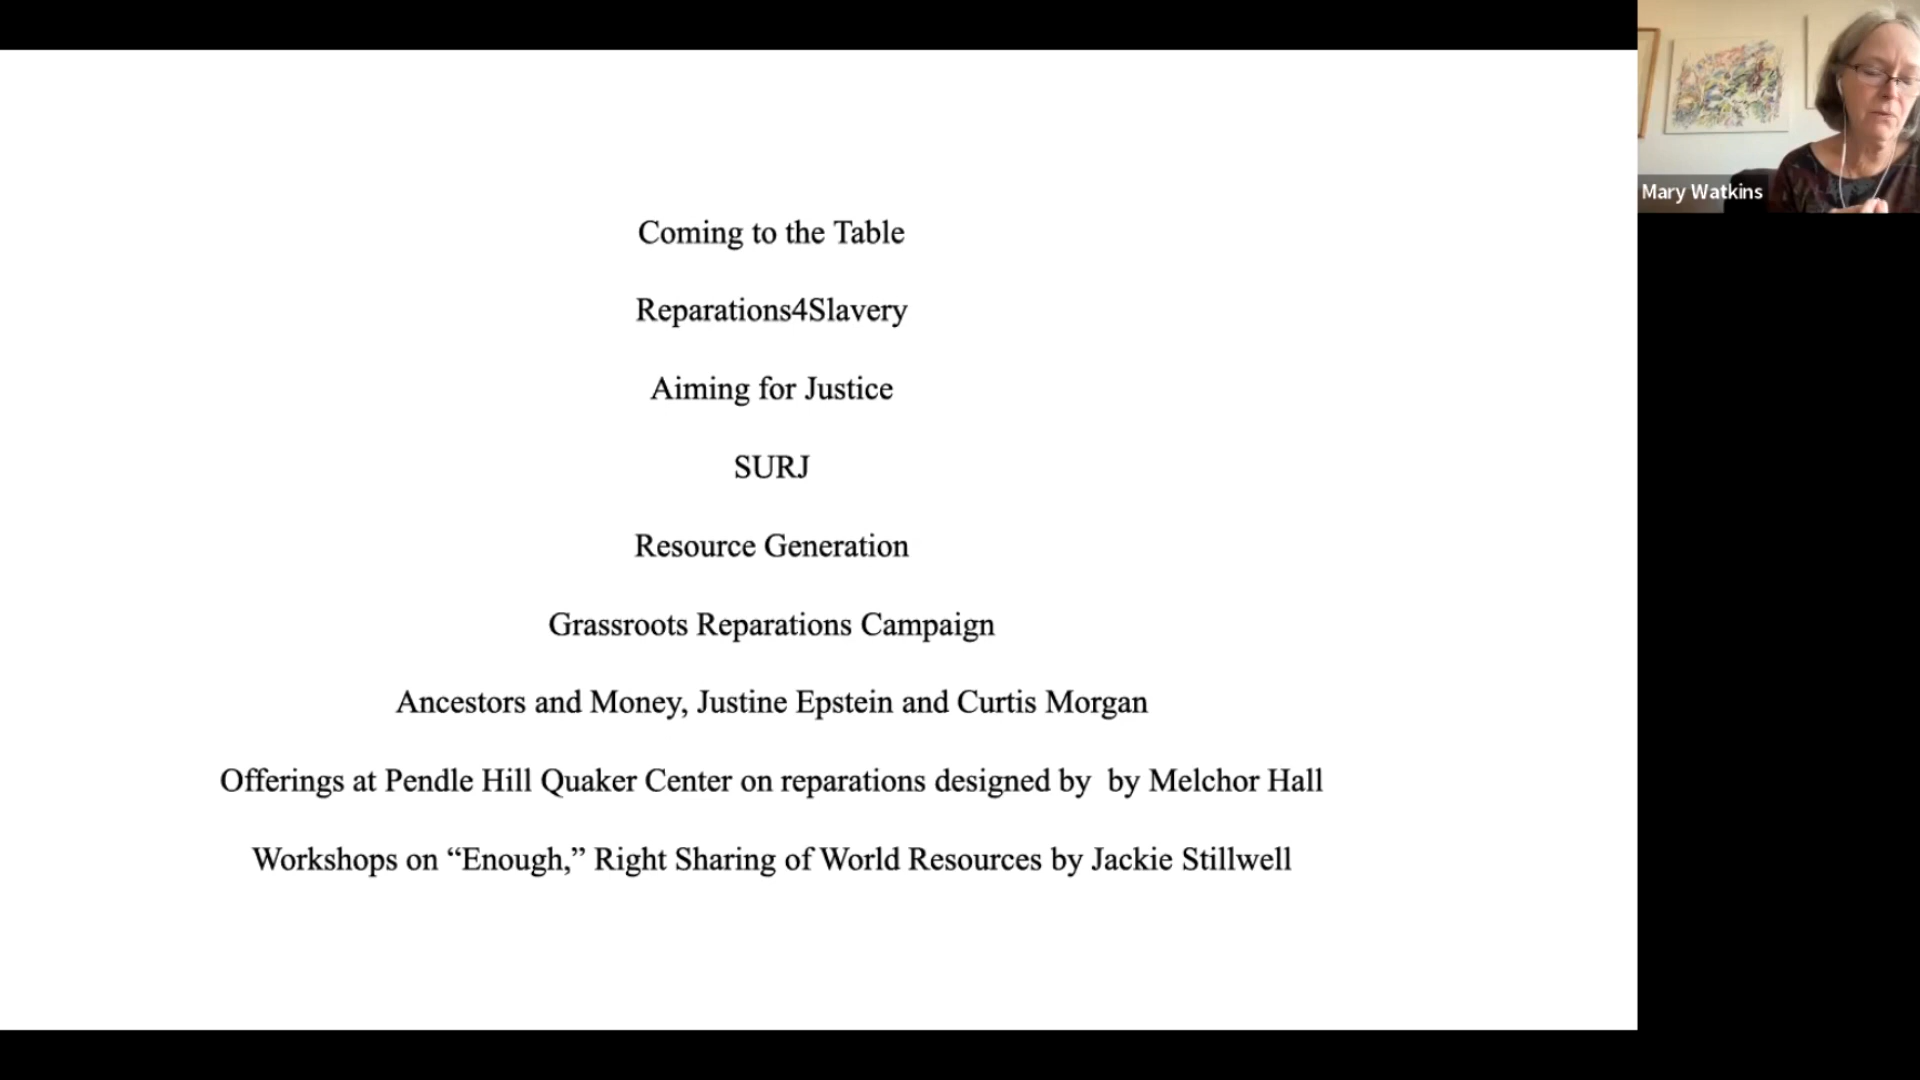 Coming to the Table
Reparations4Slavery
Aiming for Justice
SURJ
Resource Generation
Grassroots Reparations Campaign
Ancestors and Money, Justine Epstein and Curtis Morgan
Offerings at Pendle Hill Quaker Center on reparations designed by  by Melchor Hall
Workshops on “Enough,” Right Sharing of World Resources by Jackie Stillwell
Mary Watkins